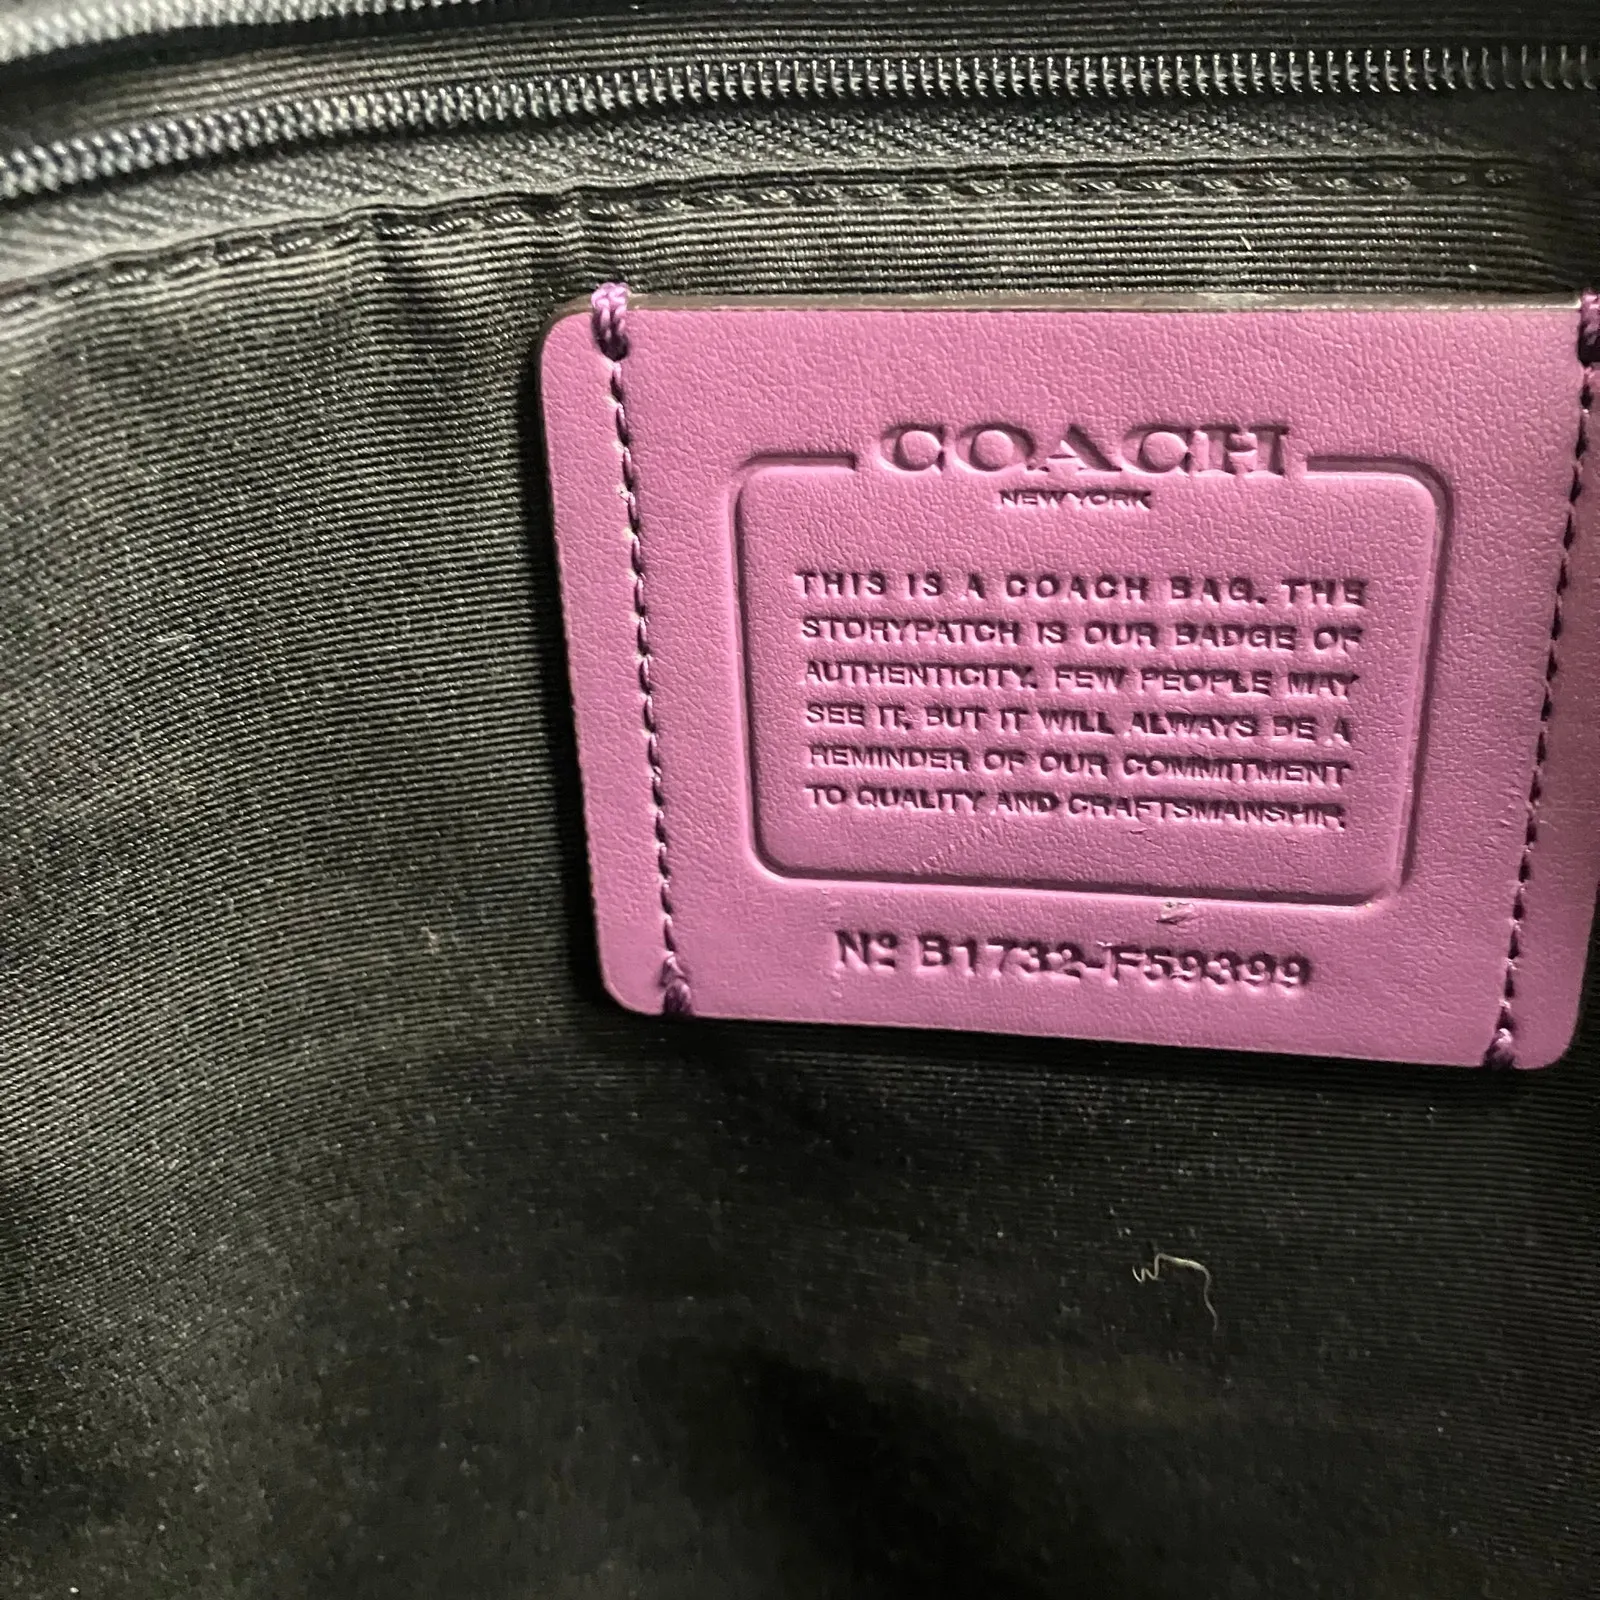 COACH
NEW YORK
THIS IS A COACH BAG. THE
STORYPATCH IS OUR BADGE OF
AUTHENTICITY. FEW PEOPLE MAY
SEE IT, BUT IT WILL ALWAYS BE A
REMINDER OF OUR COMMITMENT
TO QUALITY AND CRAFTSMANSHIP.
Nº B1732-F59399